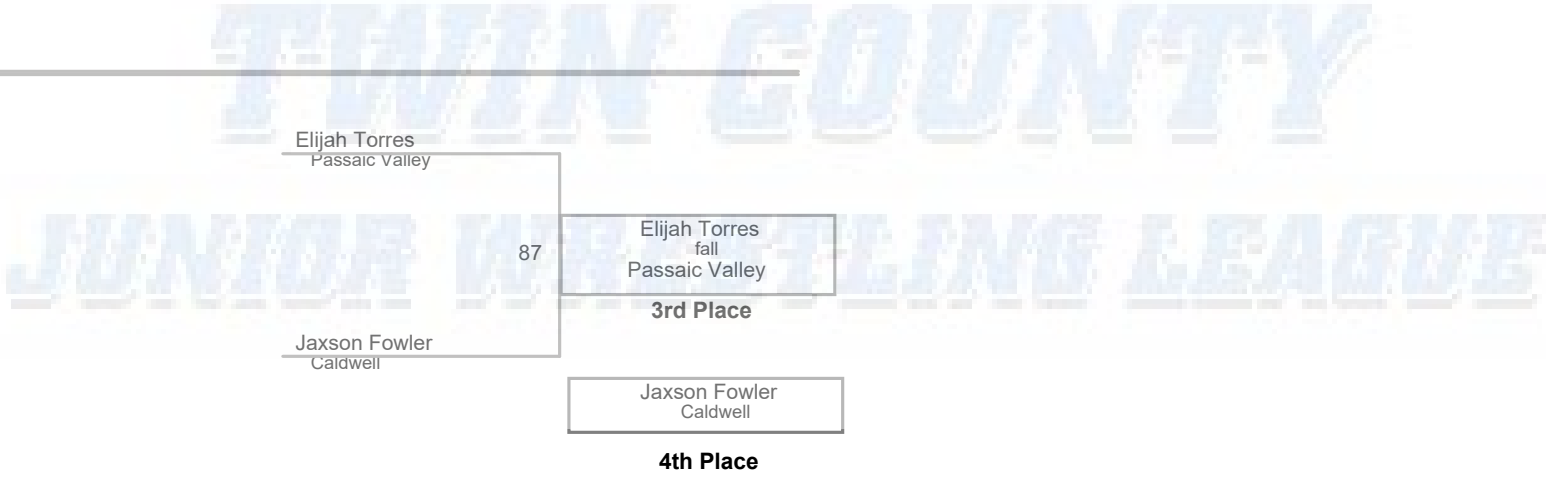 TWIN COUNTY
Elijah Torres
Passaic Valley
JUNIOR WRESTLING LEAGUE
87
Elijah Torres
fall
Passaic Valley
3rd Place
Jaxson Fowler
Caldwell
Jaxson Fowler
Caldwell
4th Place